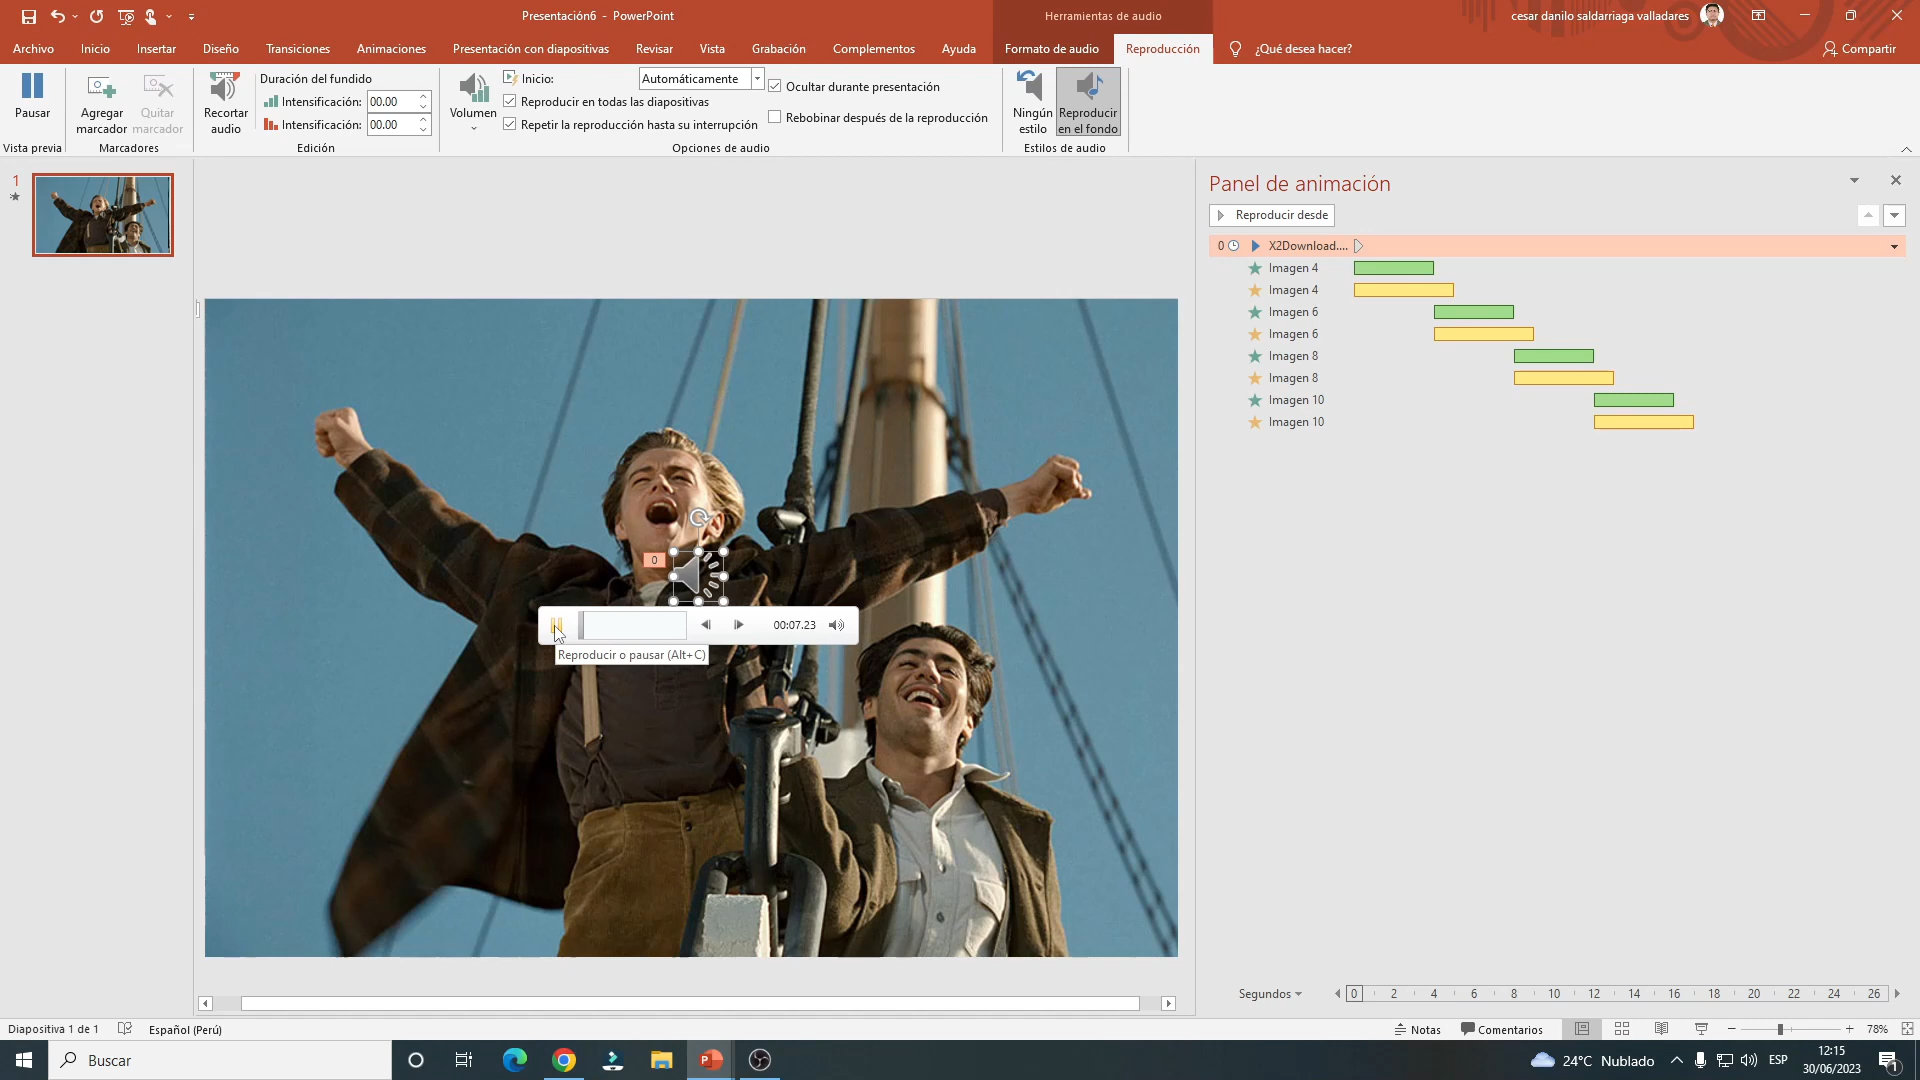 Presentación6 - PowerPoint
Herramientas de audio
cesar danilo saldarriaga valladares
Archivo
Inicio
Insertar
Diseño
Transiciones
Animaciones
Presentación con diapositivas
Revisar
Vista
Grabación
Complementos
Ayuda
Formato de audio
Reproducción
¿Qué desea hacer?
Compartir
Pausar
Vista previa
Agregar marcador
Quitar marcador
Marcadores
Recortar audio
Duración del fundido
Intensificación: 00.00
Intensificación: 00.00
Edición
Volumen
Inicio: Automáticamente
Reproducir en todas las diapositivas
Repetir la reproducción hasta su interrupción
Ocultar durante presentación
Rebobinar después de la reproducción
Opciones de audio
Ningún estilo
Reproducir en el fondo
Estilos de audio
1
0
00:07.23
Reproducir o pausar (Alt+C)
Panel de animación
Reproducir desde
0 X2Download....
Imagen 4
Imagen 4
Imagen 6
Imagen 6
Imagen 8
Imagen 8
Imagen 10
Imagen 10
Segundos 0 2 4 6 8 10 12 14 16 18 20 22 24 26
Diapositiva 1 de 1
Español (Perú)
Notas
Comentarios
78%
Buscar
24°C Nublado
ESP
12:15
30/06/2023
1